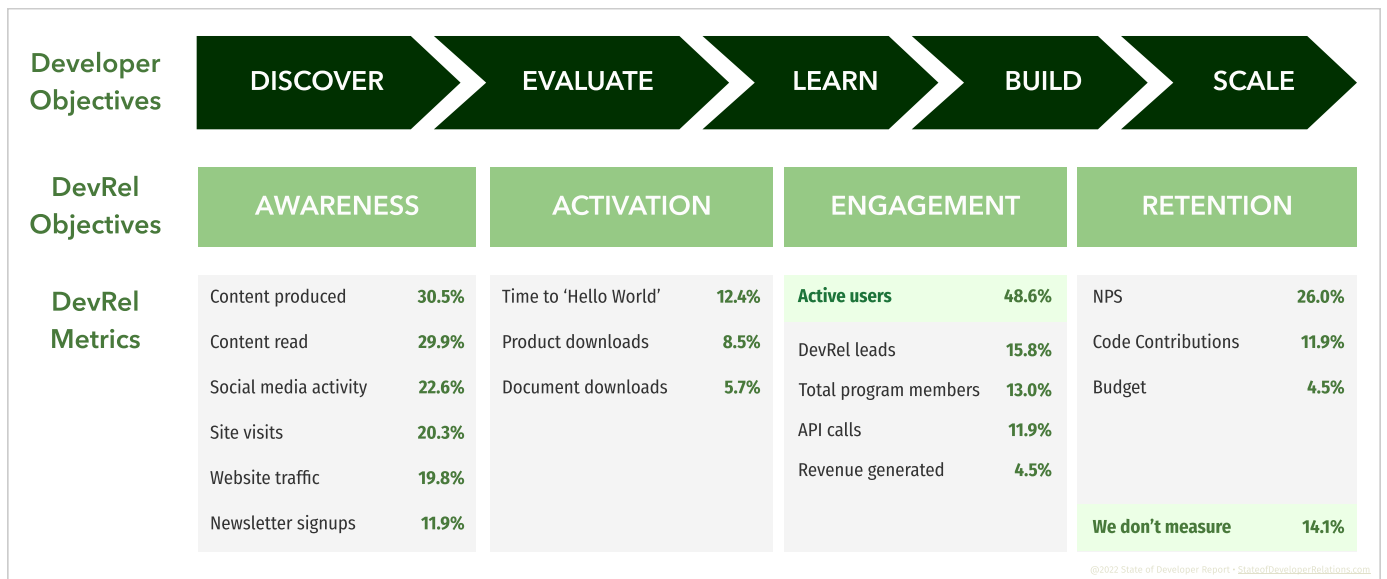 Developer
Objectives
DISCOVER
EVALUATE
LEARN
BUILD
SCALE
DevRel
Objectives
AWARENESS
ACTIVATION
ENGAGEMENT
RETENTION
DevRel
Metrics
Content produced 30.5%
Content read 29.9%
Social media activity 22.6%
Site visits 20.3%
Website traffic 19.8%
Newsletter signups 11.9%
Time to ‘Hello World’ 12.4%
Product downloads 8.5%
Document downloads 5.7%
Active users 48.6%
DevRel leads 15.8%
Total program members 13.0%
API calls 11.9%
Revenue generated 4.5%
NPS 26.0%
Code Contributions 11.9%
Budget 4.5%
We don’t measure 14.1%
©2022 State of Developer Report • StateofDeveloperRelations.com